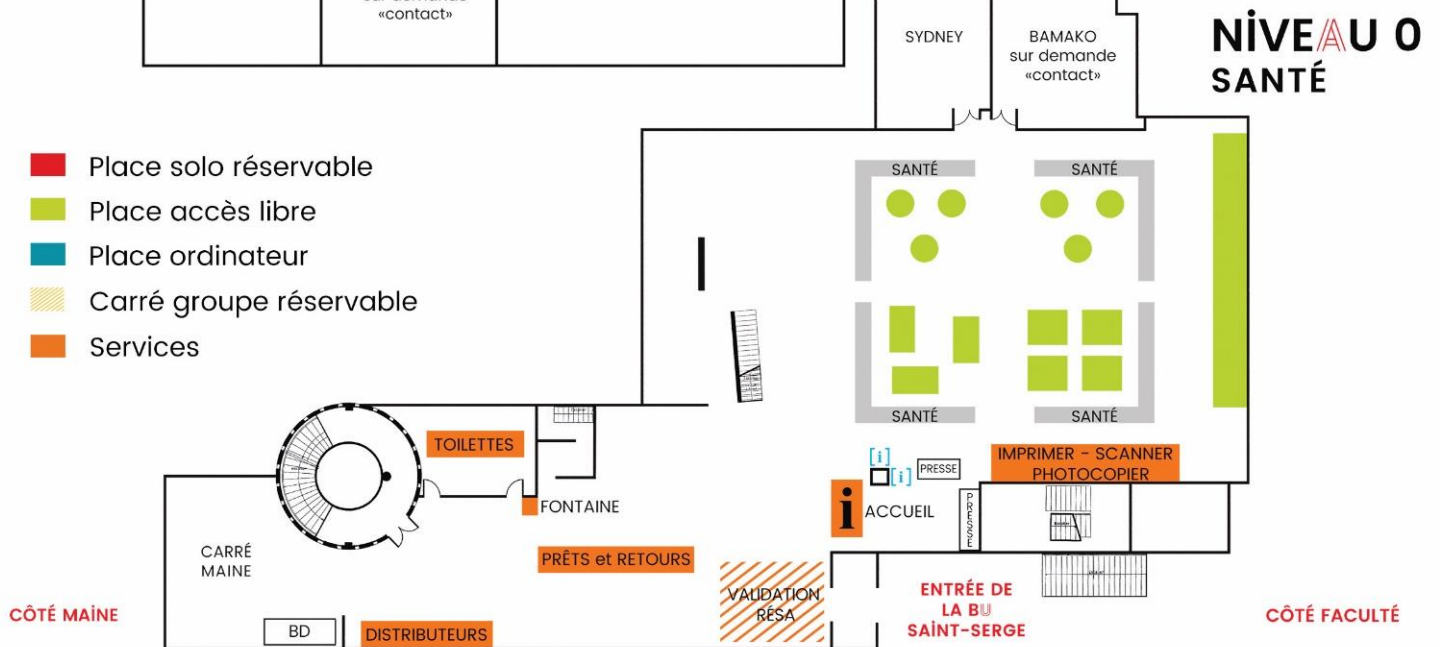 «contact»
SYDNEY
BAMAKO
sur demande
«contact»
NIVEAU 0
SANTÉ
Place solo réservable
Place accès libre
Place ordinateur
Carré groupe réservable
Services
SANTÉ
SANTÉ
SANTÉ
SANTÉ
TOILETTES
FONTAINE
[i]
[i]
PRESSE
IMPRIMER - SCANNER
PHOTOCOPIER
i
ACCUEIL
PRESSE
CARRÉ
MAINE
PRÊTS et RETOURS
VALIDATION
RÉSA
ENTRÉE DE
LA BU
SAINT-SERGE
CÔTÉ MAINE
CÔTÉ FACULTÉ
BD
DISTRIBUTEURS